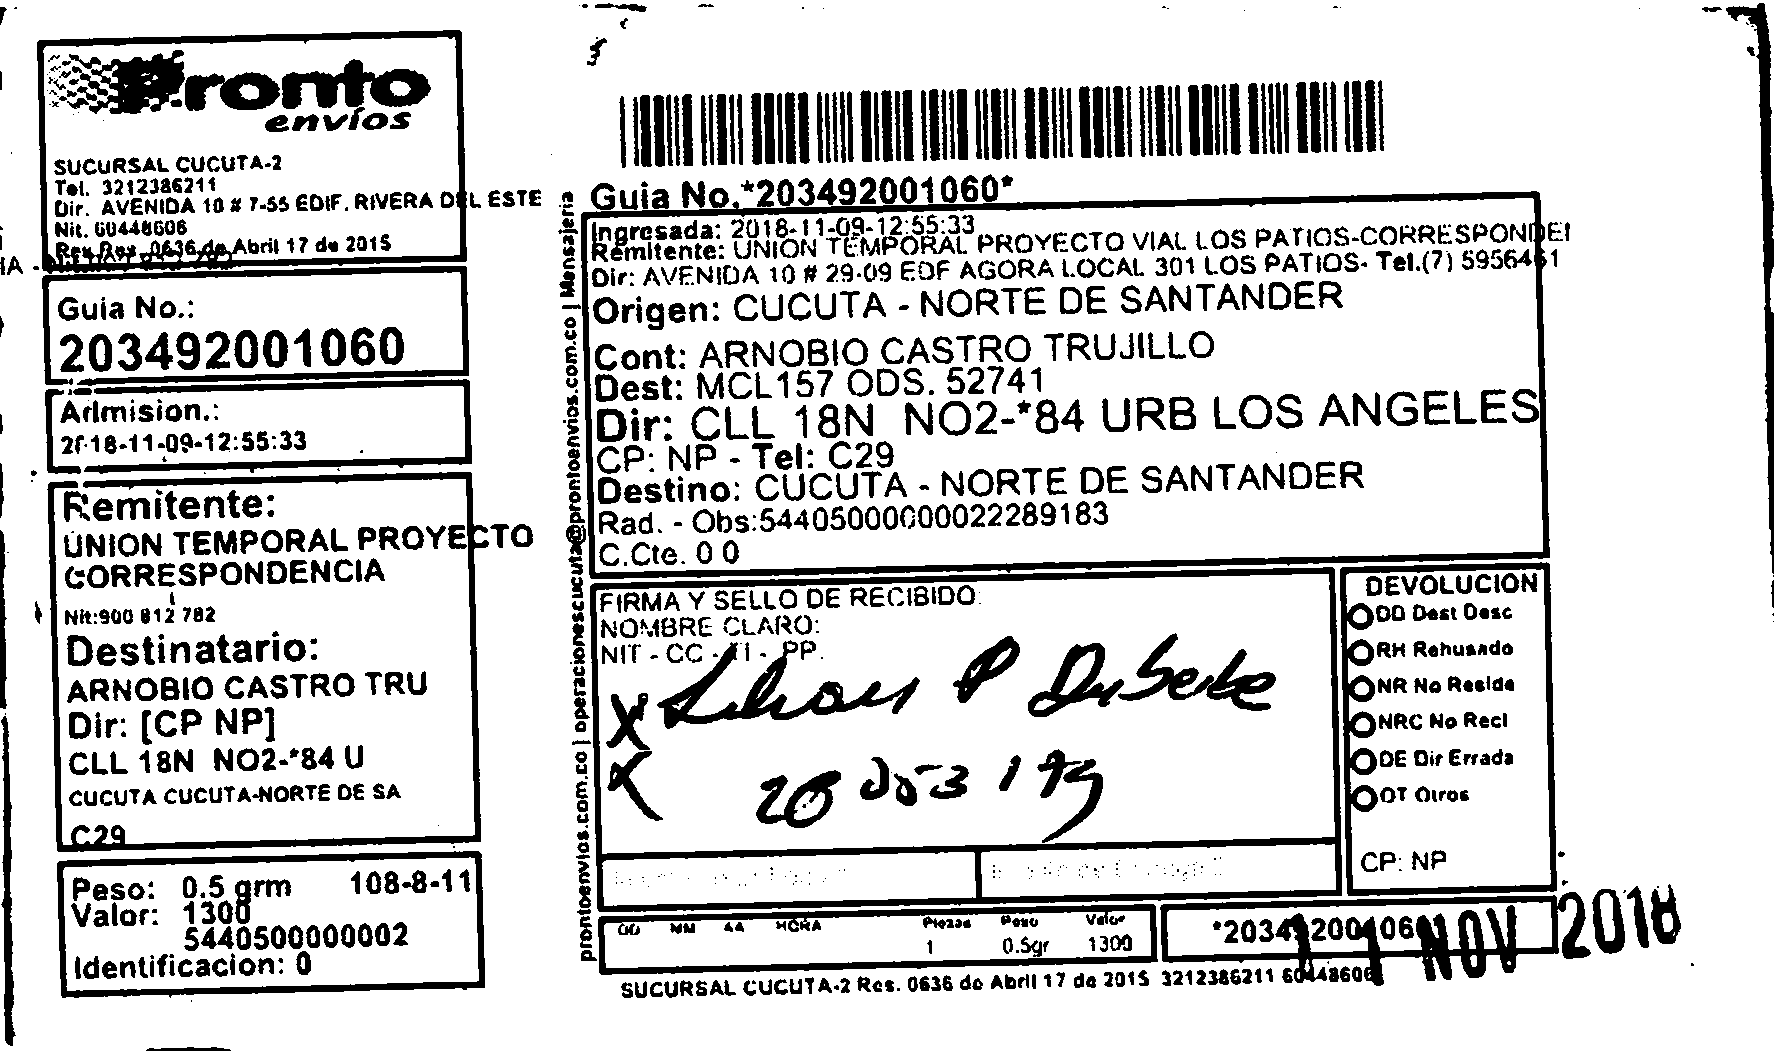 Pronto
envíos
SUCURSAL CUCUTA-2
Tel. 3212386211
Dir. AVENIDA 10 # 7-55 EDIF. RIVERA DEL ESTE
Nit. 60448606
Res. 0636 de Abril 17 de 2015
Guia No.:
203492001060
Admision.:
2018-11-09-12:55:33
Remitente:
UNION TEMPORAL PROYECTO
CORRESPONDENCIA
Nit:900 812 782
Destinatario:
ARNOBIO CASTRO TRU
Dir: [CP NP]
CLL 18N NO2-*84 U
CUCUTA CUCUTA-NORTE DE SA
C29
Peso: 0.5 grm 108-8-11
Valor: 1300
5440500000002
Identificacion: 0
prontoenvios.com.co | operacionescucuta@prontoenvios.com.co | Mensajeria
Guia No.*203492001060*
Ingresada: 2018-11-09-12:55:33
Remitente: UNION TEMPORAL PROYECTO VIAL LOS PATIOS-CORRESPONDEI
Dir: AVENIDA 10 # 29-09 EDF AGORA LOCAL 301 LOS PATIOS- Tel.(7) 5956461
Origen: CUCUTA - NORTE DE SANTANDER
Cont: ARNOBIO CASTRO TRUJILLO
Dest: MCL157 ODS. 52741
Dir: CLL 18N NO2-*84 URB LOS ANGELES
CP: NP - Tel: C29
Destino: CUCUTA - NORTE DE SANTANDER
Rad. - Obs:54405000000022289183
C.Cte. 0 0
FIRMA Y SELLO DE RECIBIDO:
NOMBRE CLARO:
NIT - CC - TI - PP.
X
DEVOLUCION
DD Dest Desc
RH Rehusado
NR No Reside
NRC No Recl
DE Dir Errada
OT Otros
CP: NP
DD MM AA HORA Piezas Peso Valor
1 0.5gr 1300
*203492001060
11 NOV 2018
SUCURSAL CUCUTA-2 Res. 0636 de Abril 17 de 2015 3212386211 60448606